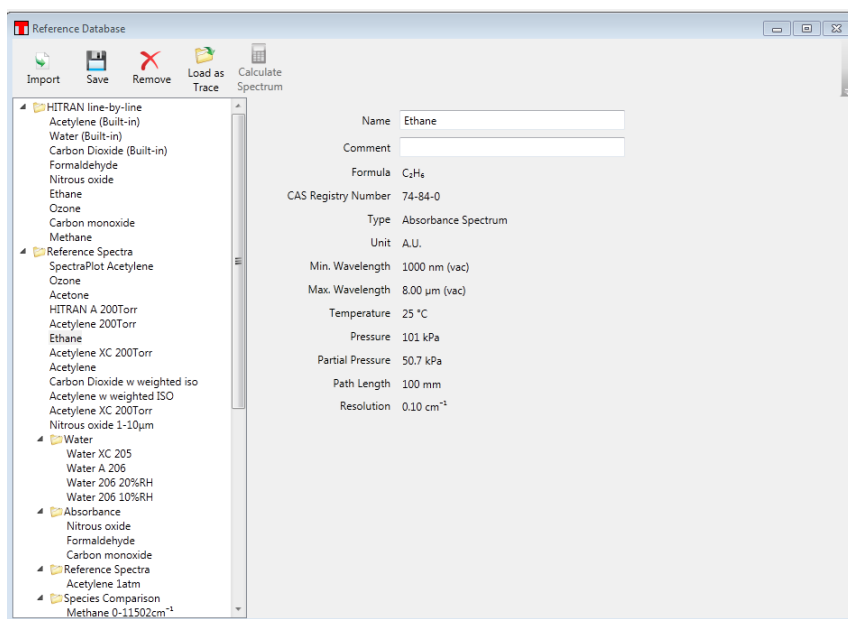 Reference Database
Import
Save
Remove
Load as
Trace
Calculate
Spectrum
HITRAN line-by-line
Acetylene (Built-in)
Water (Built-in)
Carbon Dioxide (Built-in)
Formaldehyde
Nitrous oxide
Ethane
Ozone
Carbon monoxide
Methane
Reference Spectra
SpectraPlot Acetylene
Ozone
Acetone
HITRAN A 200Torr
Acetylene 200Torr
Ethane
Acetylene XC 200Torr
Acetylene
Carbon Dioxide w weighted iso
Acetylene w weighted ISO
Acetylene XC 200Torr
Nitrous oxide 1-10µm
Water
Water XC 205
Water A 206
Water 206 20%RH
Water 206 10%RH
Absorbance
Nitrous oxide
Formaldehyde
Carbon monoxide
Reference Spectra
Acetylene 1atm
Species Comparison
Methane 0-11502cm⁻¹
Name Ethane
Comment
Formula C₂H₆
CAS Registry Number 74-84-0
Type Absorbance Spectrum
Unit A.U.
Min. Wavelength 1000 nm (vac)
Max. Wavelength 8.00 µm (vac)
Temperature 25 °C
Pressure 101 kPa
Partial Pressure 50.7 kPa
Path Length 100 mm
Resolution 0.10 cm⁻¹